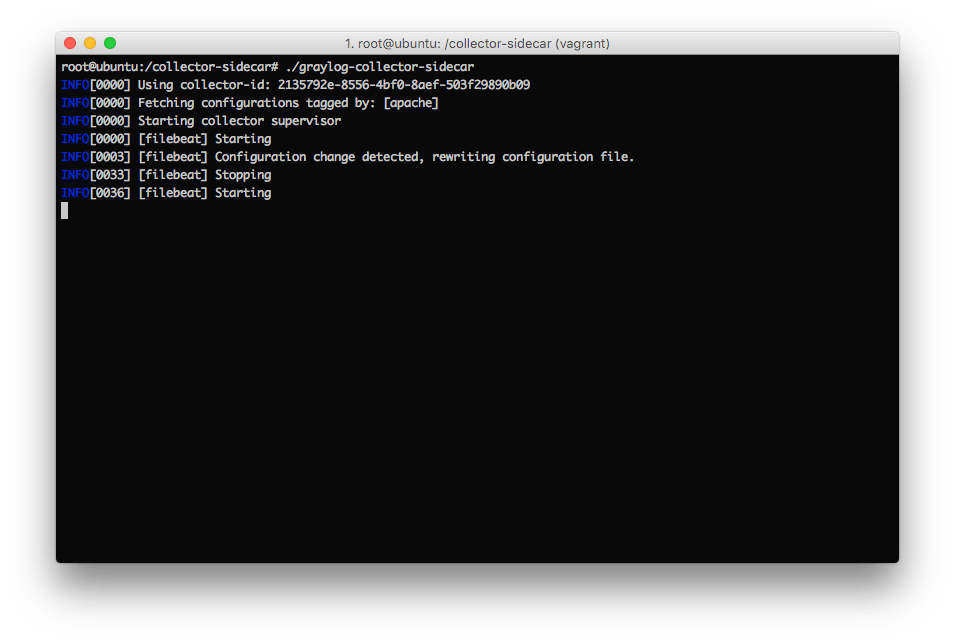 1. root@ubuntu: /collector-sidecar (vagrant)
root@ubuntu:/collector-sidecar# ./graylog-collector-sidecar
INFO[0000] Using collector-id: 2135792e-8556-4bf0-8aef-503f29890b09
INFO[0000] Fetching configurations tagged by: [apache]
INFO[0000] Starting collector supervisor
INFO[0000] [filebeat] Starting
INFO[0003] [filebeat] Configuration change detected, rewriting configuration file.
INFO[0033] [filebeat] Stopping
INFO[0036] [filebeat] Starting